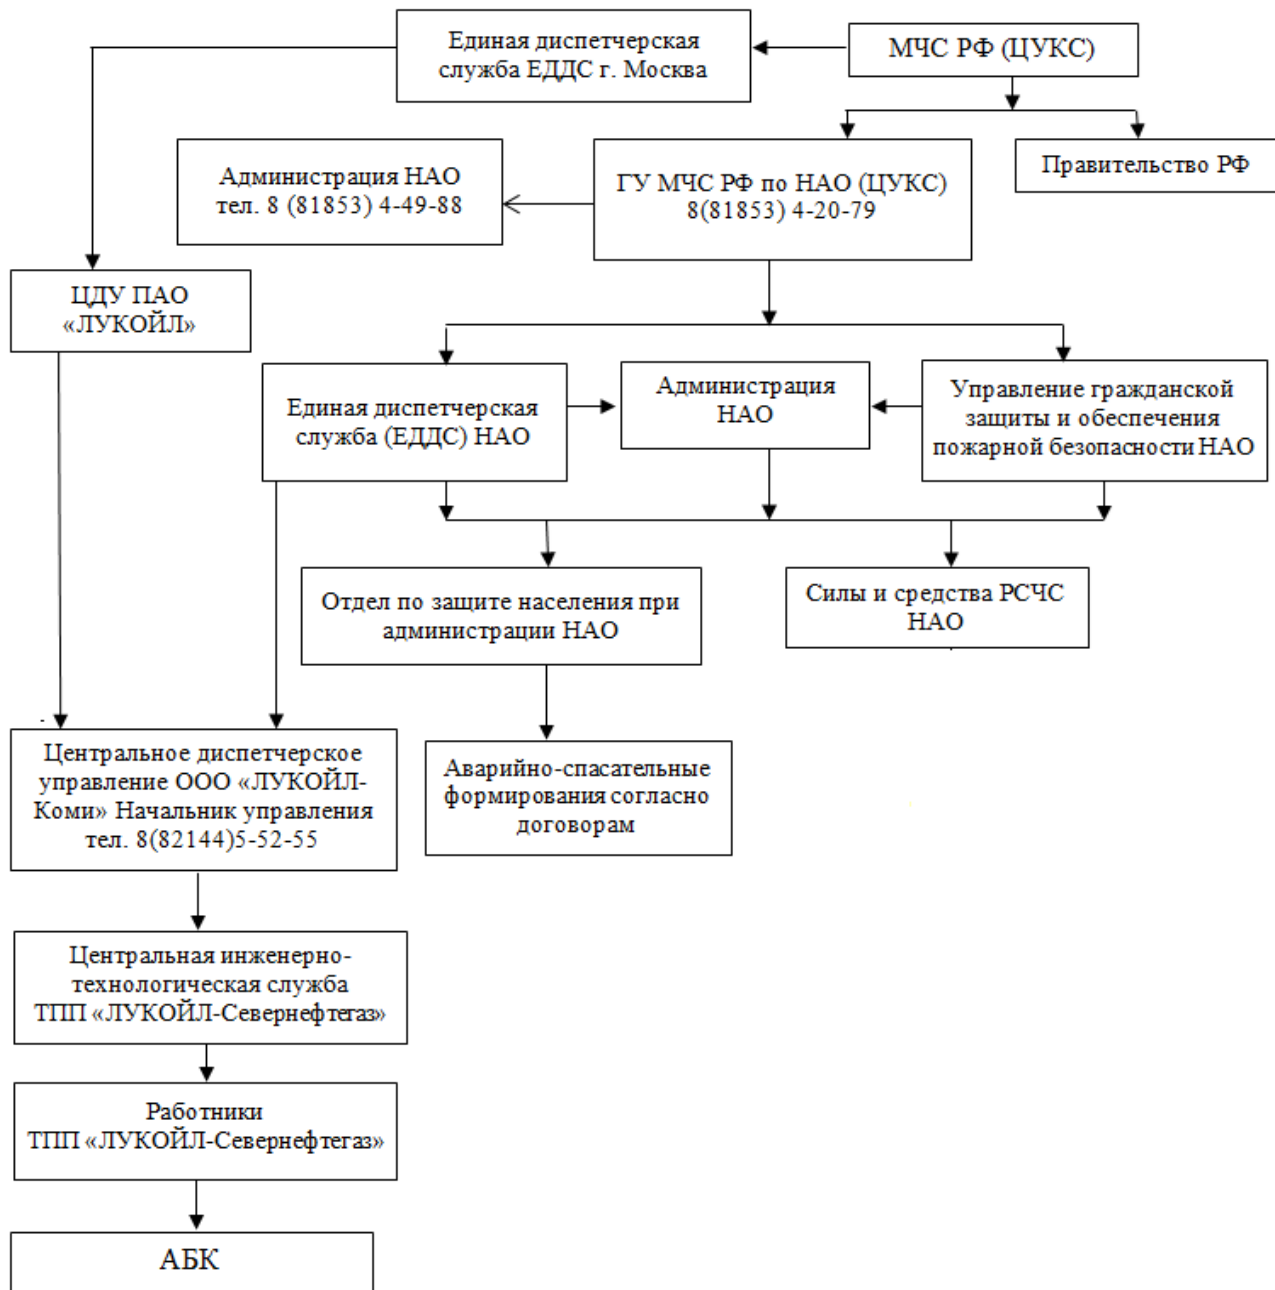 Единая диспетчерская
служба ЕДДС г. Москва
МЧС РФ (ЦУКС)
Администрация НАО
тел. 8 (81853) 4-49-88
ГУ МЧС РФ по НАО (ЦУКС)
8(81853) 4-20-79
Правительство РФ
ЦДУ ПАО
«ЛУКОЙЛ»
Единая диспетчерская
служба (ЕДДС) НАО
Администрация
НАО
Управление гражданской
защиты и обеспечения
пожарной безопасности НАО
Отдел по защите населения при
администрации НАО
Силы и средства РСЧС
НАО
Центральное диспетчерское
управление ООО «ЛУКОЙЛ-
Коми» Начальник управления
тел. 8(82144)5-52-55
Аварийно-спасательные
формирования согласно
договорам
Центральная инженерно-
технологическая служба
ТПП «ЛУКОЙЛ-Севернефтегаз»
Работники
ТПП «ЛУКОЙЛ-Севернефтегаз»
АБК